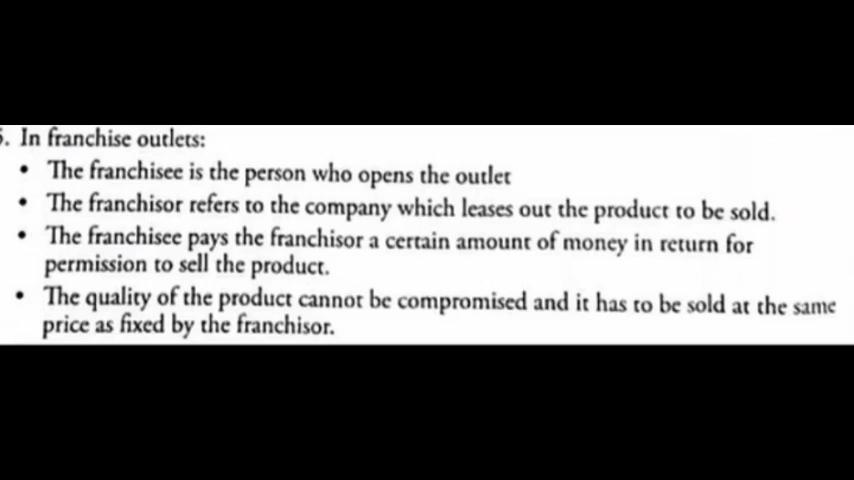 . In franchise outlets:
• The franchisee is the person who opens the outlet
• The franchisor refers to the company which leases out the product to be sold.
• The franchisee pays the franchisor a certain amount of money in return for
permission to sell the product.
• The quality of the product cannot be compromised and it has to be sold at the same
price as fixed by the franchisor.